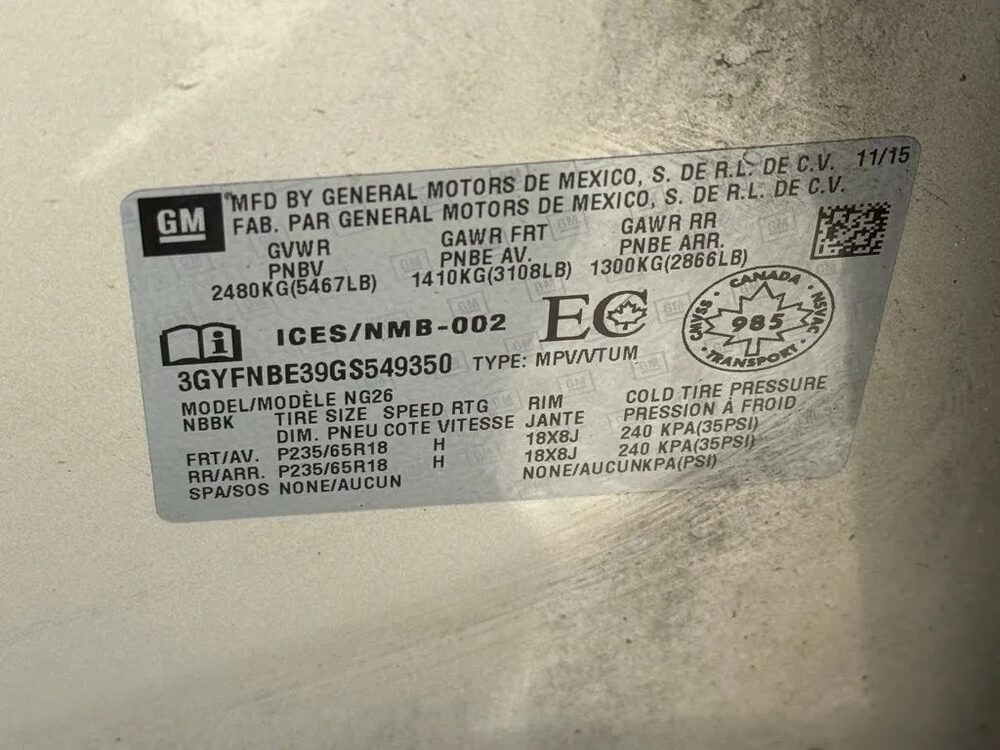 GM
MFD BY GENERAL MOTORS DE MEXICO, S. DE R.L. DE C.V. 11/15
FAB. PAR GENERAL MOTORS DE MEXICO, S. DE R.L. DE C.V.
GVWR GAWR FRT GAWR RR
PNBV PNBE AV. PNBE ARR.
2480KG(5467LB) 1410KG(3108LB) 1300KG(2866LB)
ICES/NMB-002 EC
CANADA
CMVSS 985 NSVAC
TRANSPORT
3GYFNBE39GS549350 TYPE: MPV/VTUM
MODEL/MODÈLE NG26
NBBK TIRE SIZE SPEED RTG RIM COLD TIRE PRESSURE
DIM. PNEU COTE VITESSE JANTE PRESSION À FROID
FRT/AV. P235/65R18 H 18X8J 240 KPA(35PSI)
RR/ARR. P235/65R18 H 18X8J 240 KPA(35PSI)
SPA/SOS NONE/AUCUN NONE/AUCUNKPA(PSI)